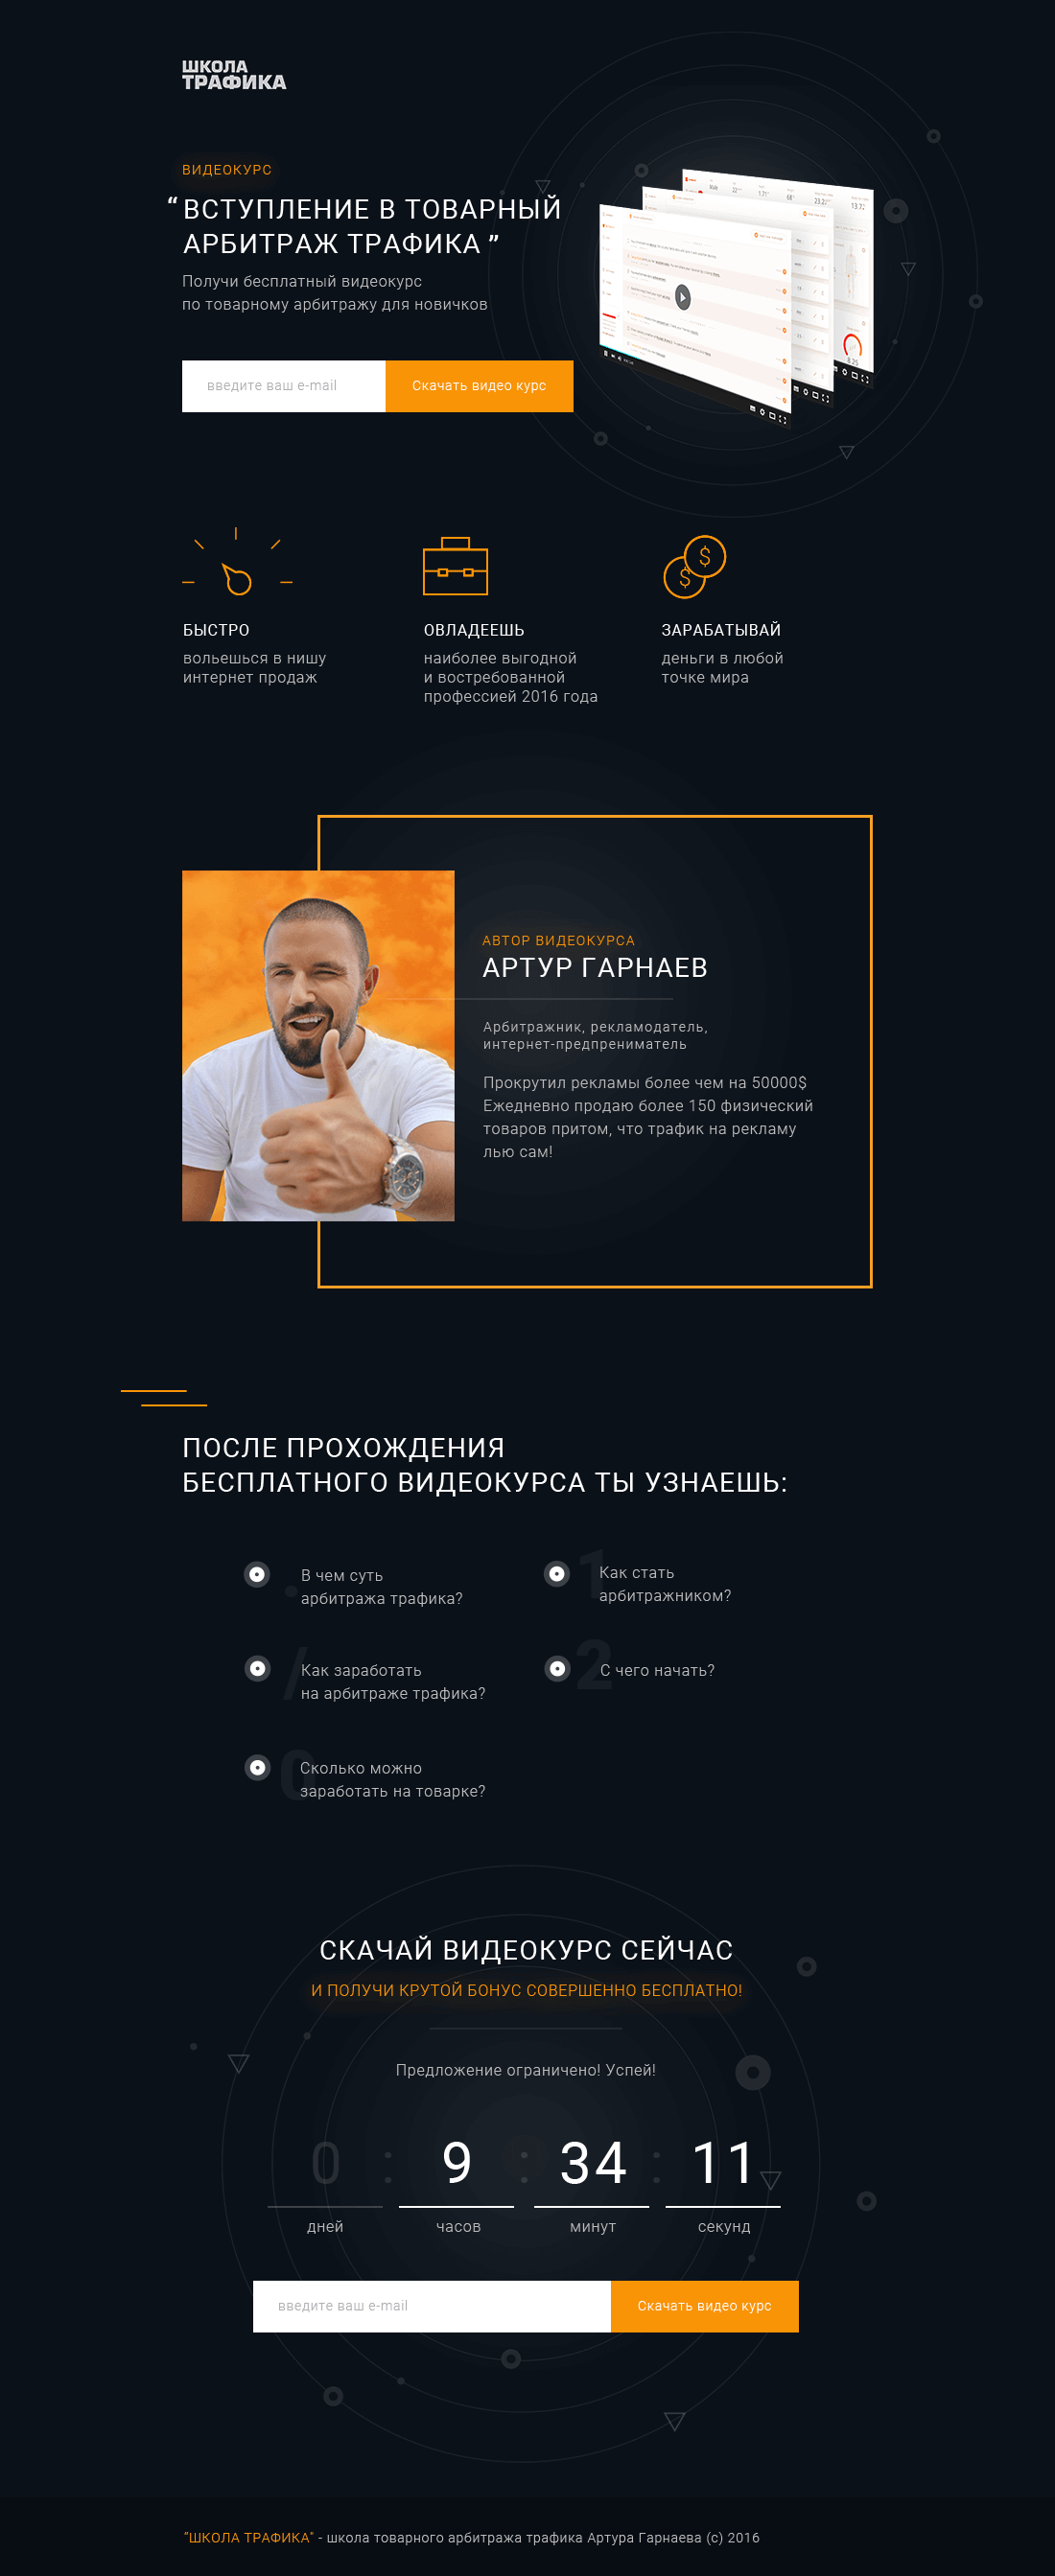 ШКОЛА
ТРАФИКА
ВИДЕОКУРС
“ ВСТУПЛЕНИЕ В ТОВАРНЫЙ
АРБИТРАЖ ТРАФИКА ”
Получи бесплатный видеокурс
по товарному арбитражу для новичков
введите ваш e-mail
Скачать видео курс
БЫСТРО
вольешься в нишу
интернет продаж
ОВЛАДЕЕШЬ
наиболее выгодной
и востребованной
профессией 2016 года
ЗАРАБАТЫВАЙ
деньги в любой
точке мира
АВТОР ВИДЕОКУРСА
АРТУР ГАРНАЕВ
Арбитражник, рекламодатель,
интернет-предпрениматель
Прокрутил рекламы более чем на 50000$
Ежедневно продаю более 150 физический
товаров притом, что трафик на рекламу
лью сам!
ПОСЛЕ ПРОХОЖДЕНИЯ
БЕСПЛАТНОГО ВИДЕОКУРСА ТЫ УЗНАЕШЬ:
.
В чем суть
арбитража трафика?
1
Как стать
арбитражником?
/
Как заработать
на арбитраже трафика?
2
С чего начать?
0
Сколько можно
заработать на товарке?
СКАЧАЙ ВИДЕОКУРС СЕЙЧАС
И ПОЛУЧИ КРУТОЙ БОНУС СОВЕРШЕННО БЕСПЛАТНО!
Предложение ограничено! Успей!
0 : 9 : 34 : 11
дней часов минут секунд
введите ваш e-mail
Скачать видео курс
"ШКОЛА ТРАФИКА" - школа товарного арбитража трафика Артура Гарнаева (с) 2016